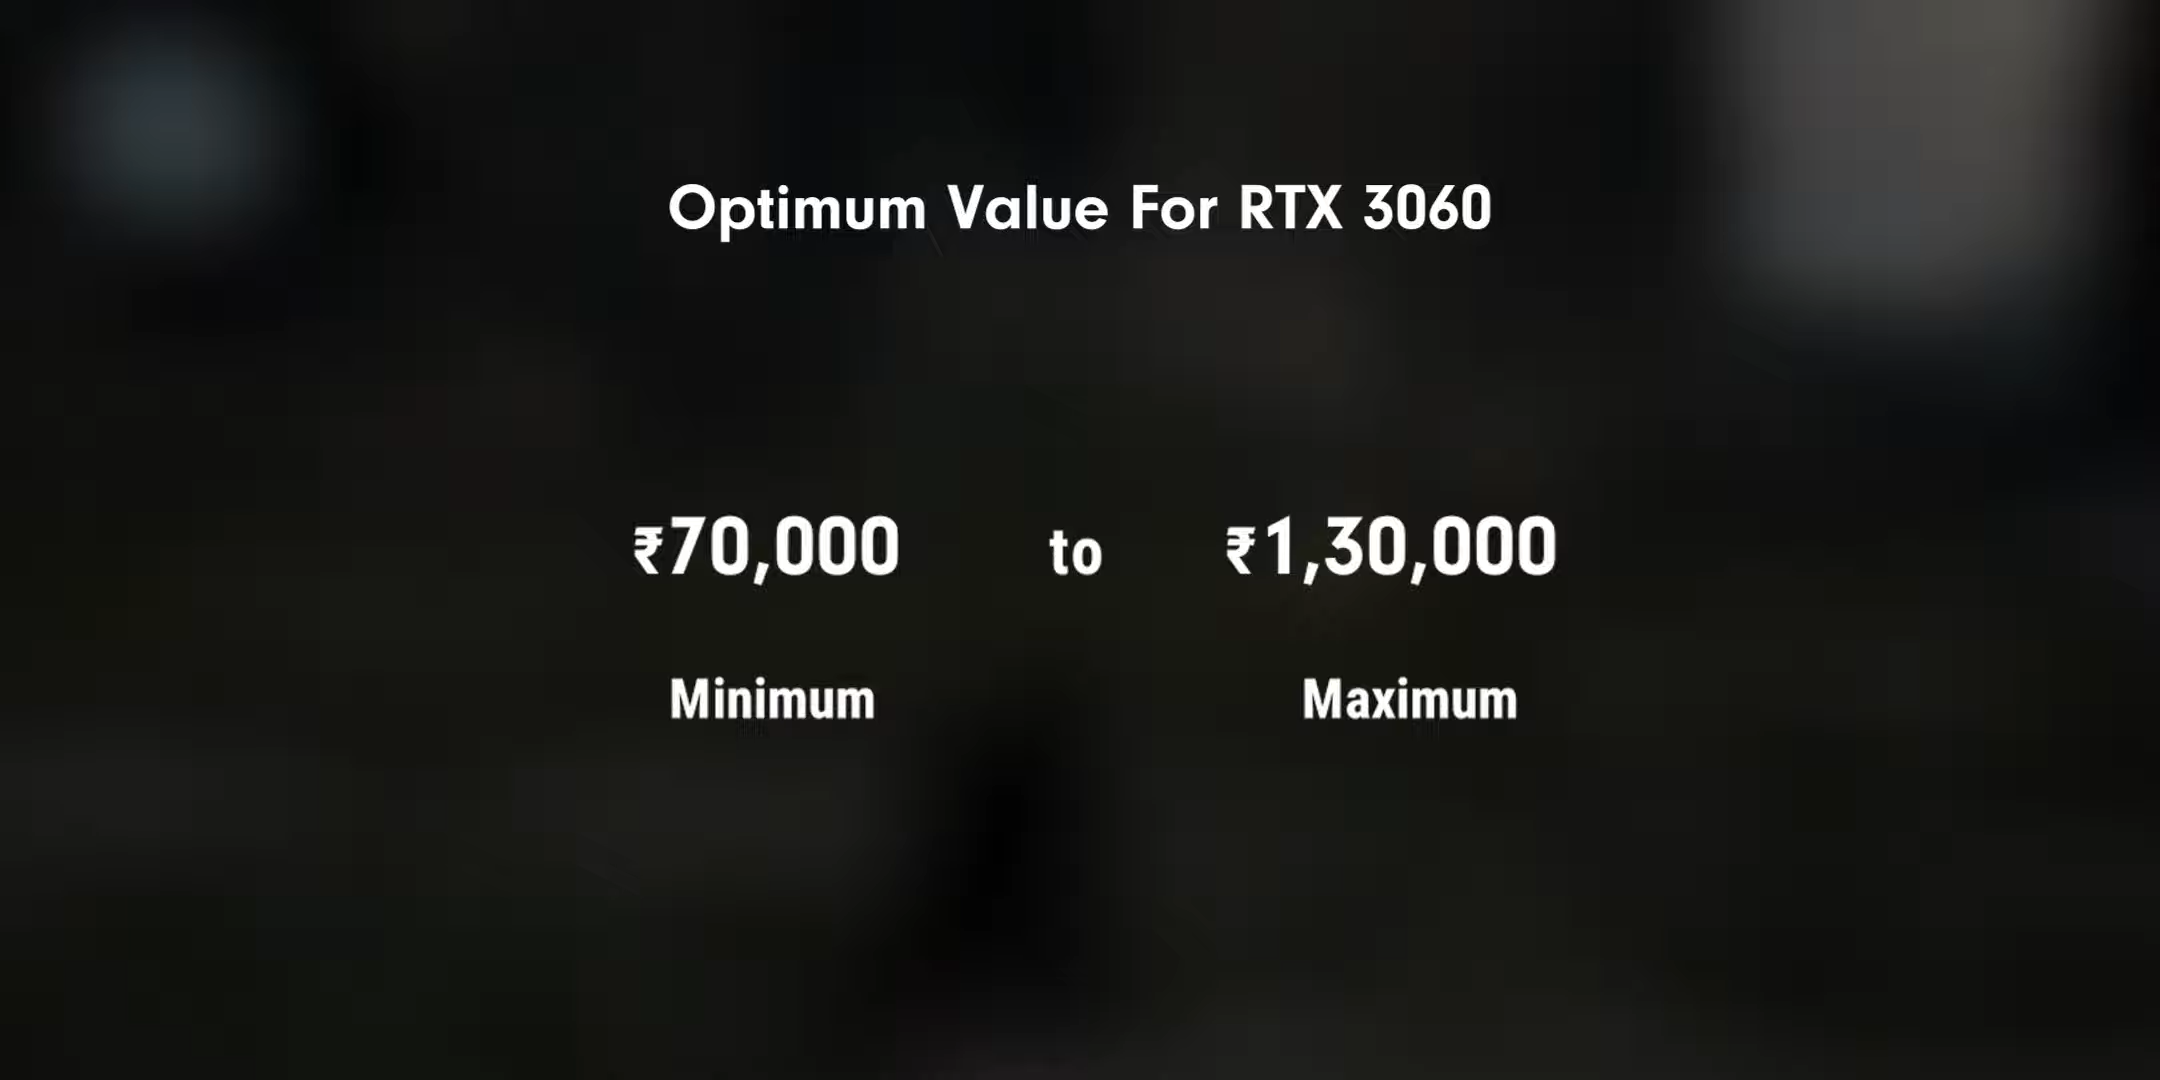 Optimum Value For RTX 3060
₹70,000 to ₹1,30,000
Minimum Maximum